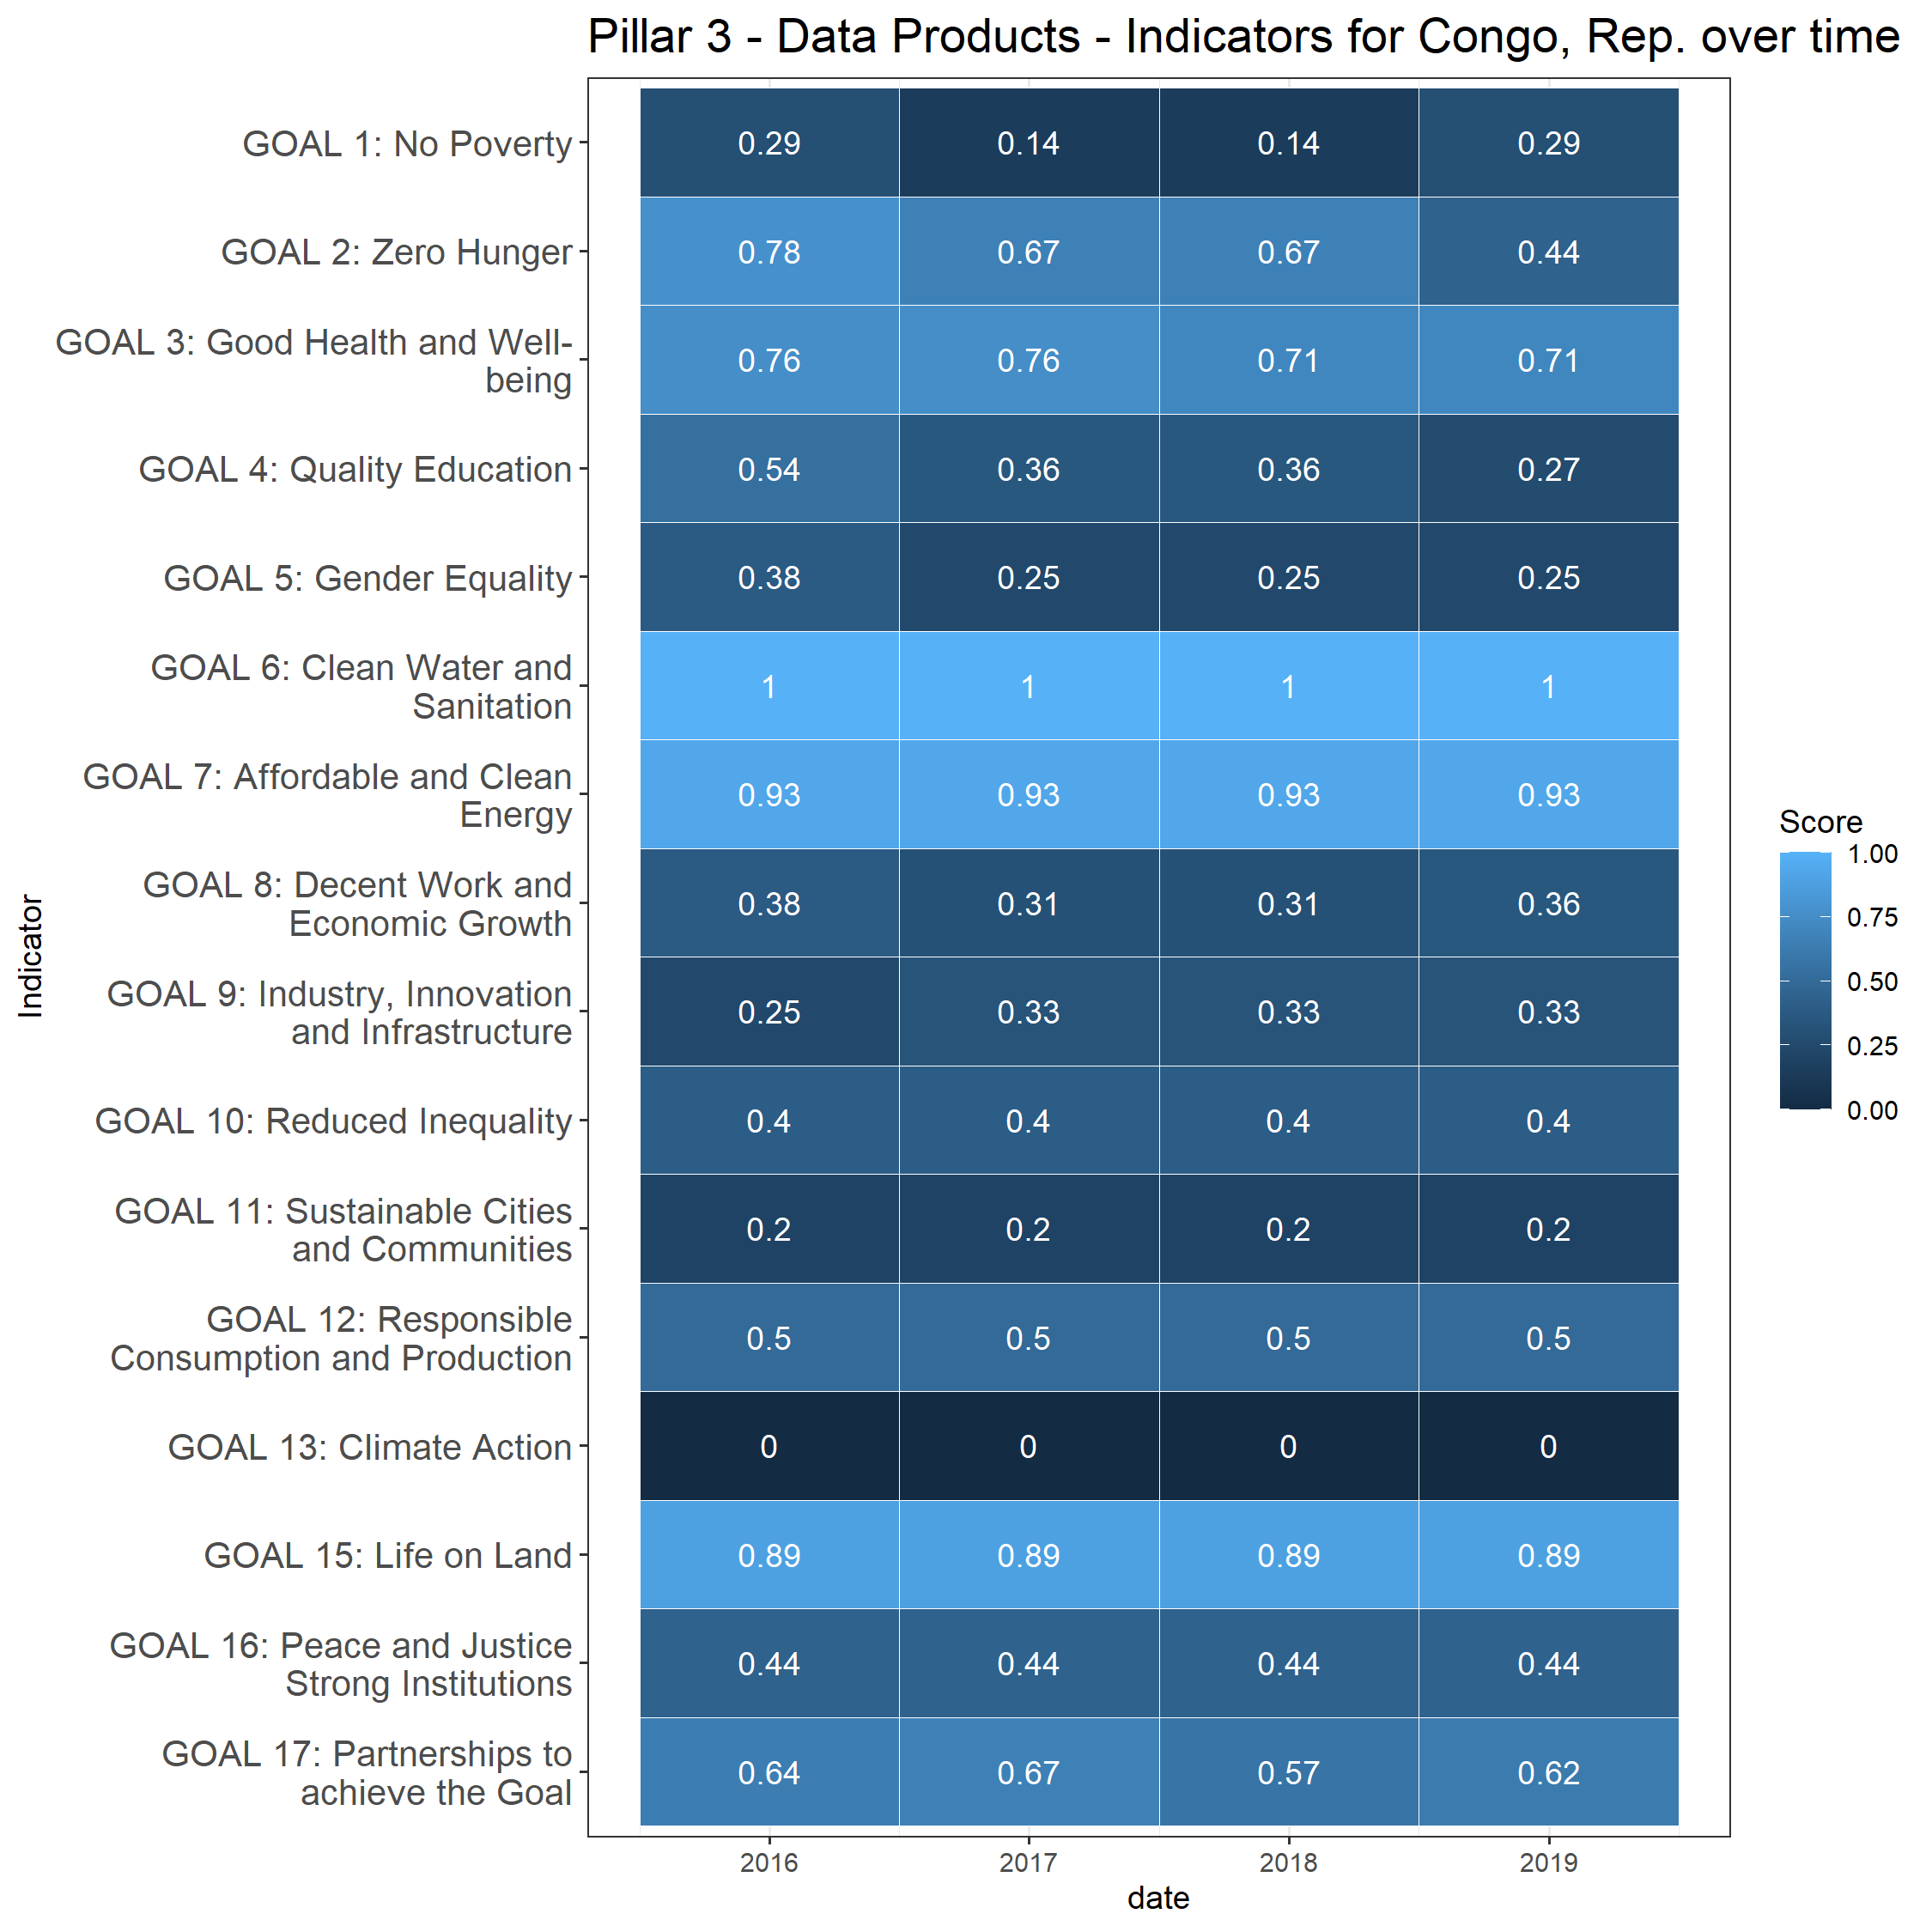 Pillar 3 - Data Products - Indicators for Congo, Rep. over time
GOAL 1: No Poverty
0.29 0.14 0.14 0.29
GOAL 2: Zero Hunger
0.78 0.67 0.67 0.44
GOAL 3: Good Health and Well-
being
0.76 0.76 0.71 0.71
GOAL 4: Quality Education
0.54 0.36 0.36 0.27
GOAL 5: Gender Equality
0.38 0.25 0.25 0.25
GOAL 6: Clean Water and
Sanitation
1 1 1 1
GOAL 7: Affordable and Clean
Energy
0.93 0.93 0.93 0.93
GOAL 8: Decent Work and
Economic Growth
0.38 0.31 0.31 0.36
GOAL 9: Industry, Innovation
and Infrastructure
0.25 0.33 0.33 0.33
GOAL 10: Reduced Inequality
0.4 0.4 0.4 0.4
GOAL 11: Sustainable Cities
and Communities
0.2 0.2 0.2 0.2
GOAL 12: Responsible
Consumption and Production
0.5 0.5 0.5 0.5
GOAL 13: Climate Action
0 0 0 0
GOAL 15: Life on Land
0.89 0.89 0.89 0.89
GOAL 16: Peace and Justice
Strong Institutions
0.44 0.44 0.44 0.44
GOAL 17: Partnerships to
achieve the Goal
0.64 0.67 0.57 0.62
2016 2017 2018 2019
date
Indicator
Score
1.00
0.75
0.50
0.25
0.00